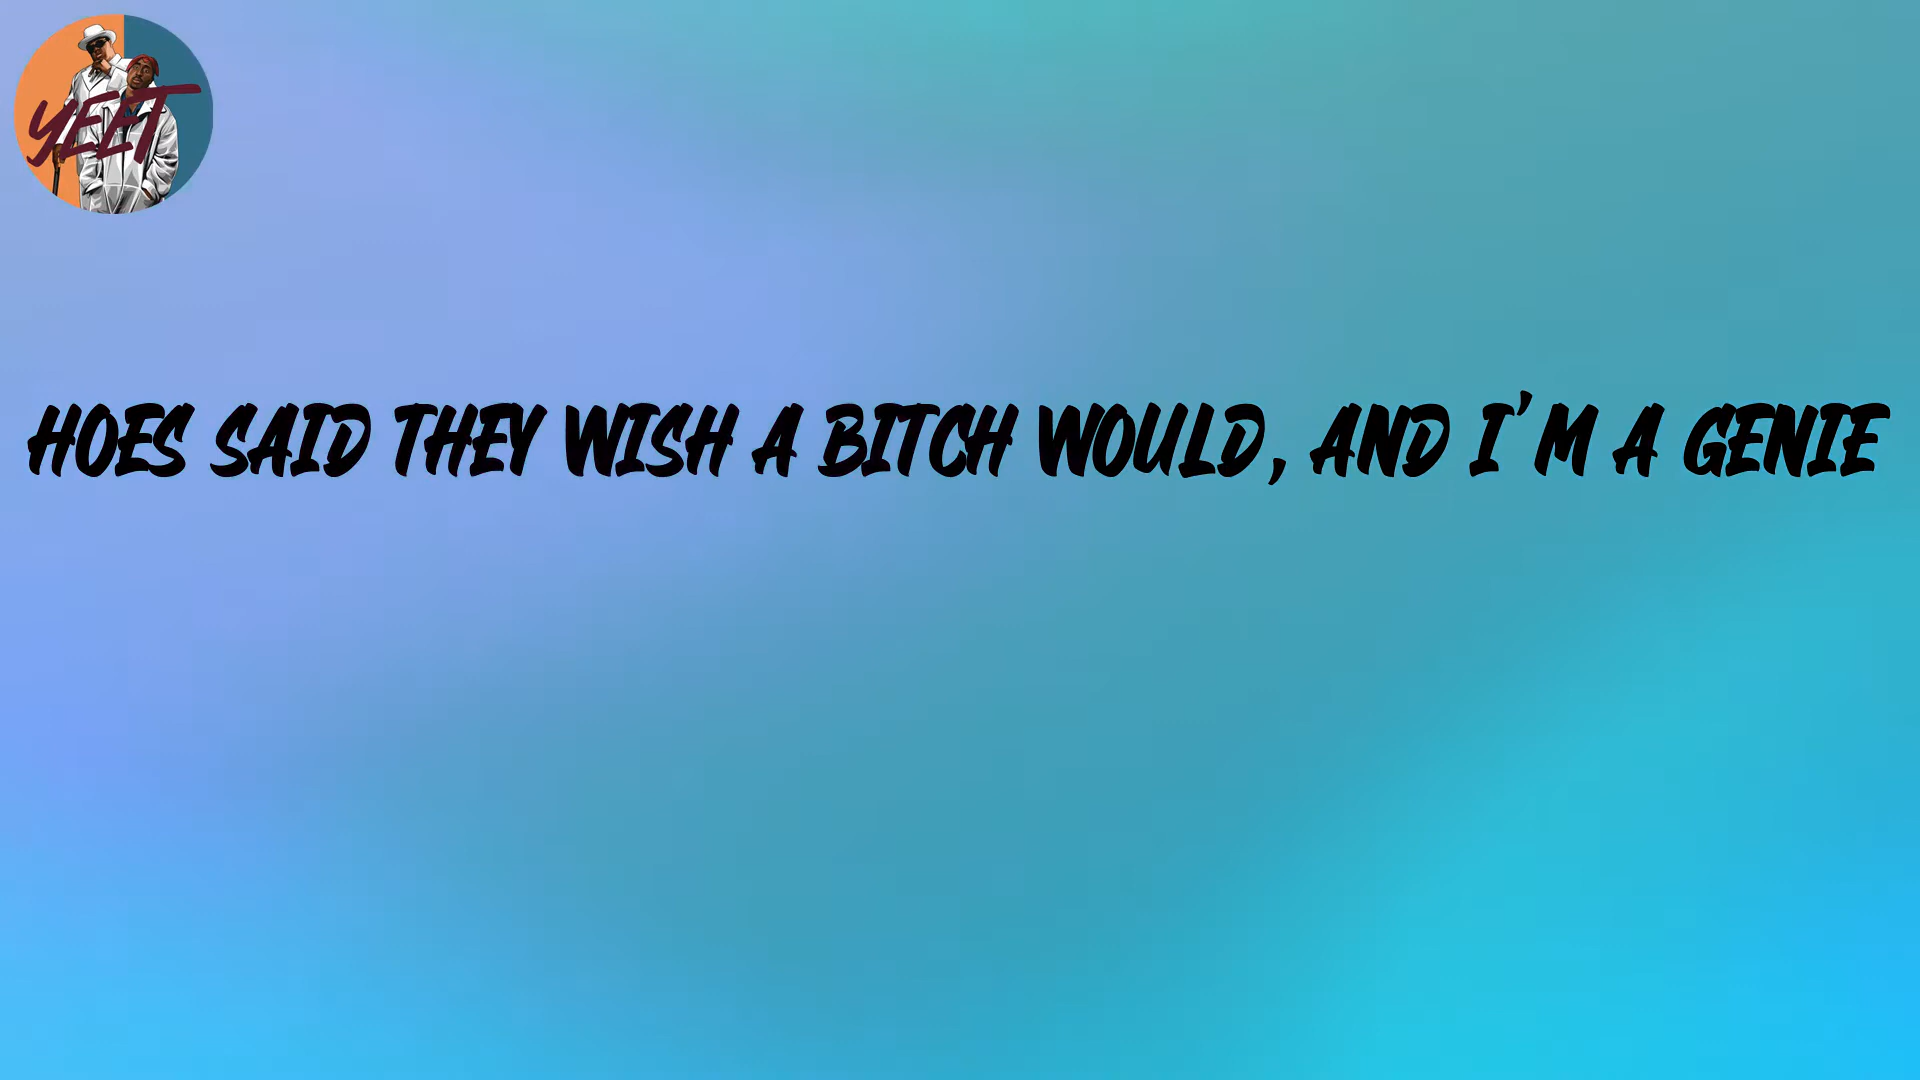 YEET
HOES SAID THEY WISH A BITCH WOULD, AND I'M A GENIE